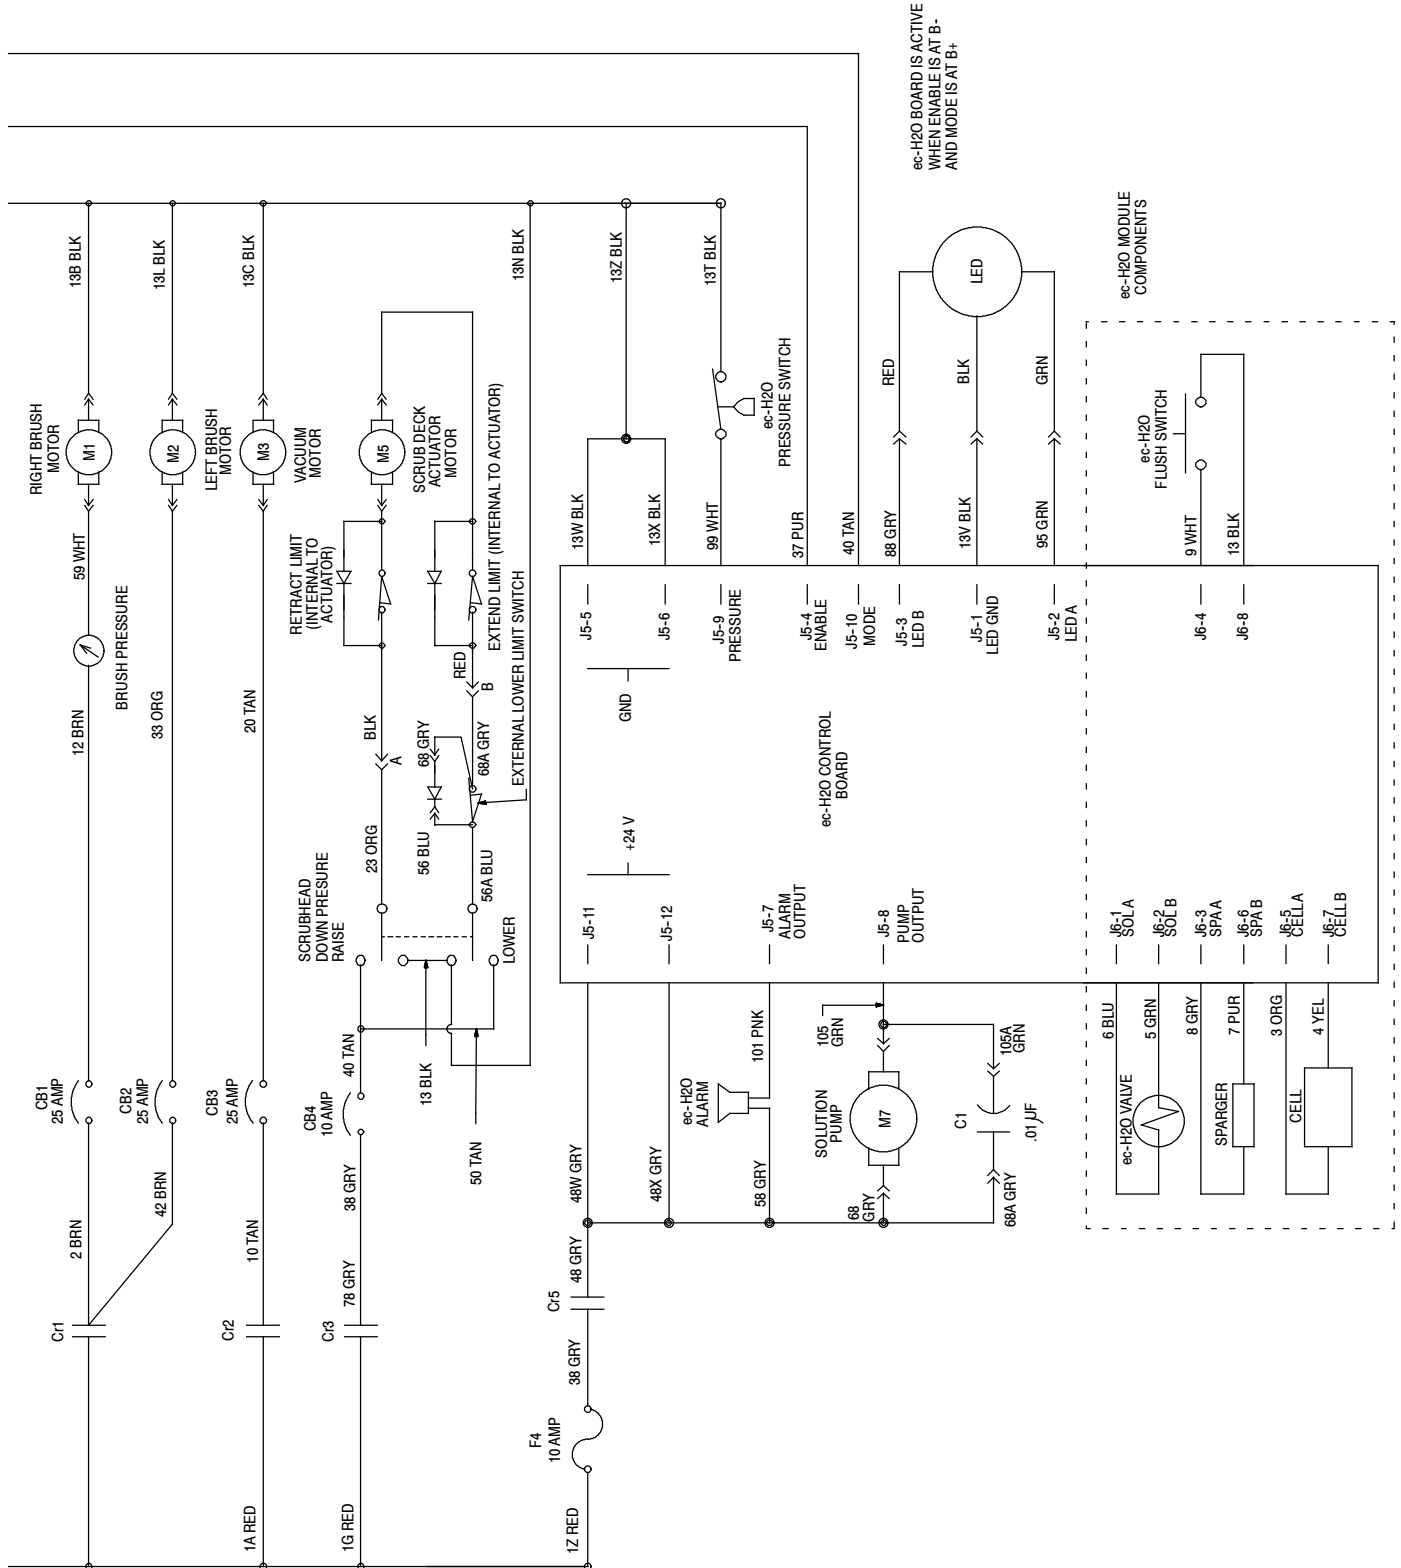 ec-H2O BOARD IS ACTIVE
WHEN ENABLE IS AT B-
AND MODE IS AT B+
13B BLK
13L BLK
13C BLK
13N BLK
13Z BLK
13T BLK
ec-H2O MODULE
COMPONENTS
LED
RED
BLK
GRN
RIGHT BRUSH
MOTOR
M1
M2
LEFT BRUSH
MOTOR
M3
VACUUM
MOTOR
M5
SCRUB DECK
ACTUATOR
MOTOR
ec-H2O
PRESSURE SWITCH
ec-H2O
FLUSH SWITCH
59 WHT
BRUSH PRESSURE
RETRACT LIMIT
(INTERNAL TO
ACTUATOR)
EXTEND LIMIT (INTERNAL TO ACTUATOR)
EXTERNAL LOWER LIMIT SWITCH
13W BLK
13X BLK
99 WHT
37 PUR
40 TAN
88 GRY
13V BLK
95 GRN
9 WHT
13 BLK
J5-5
J5-6
J5-9
PRESSURE
J5-4
ENABLE
J5-10
MODE
J5-3
LED B
J5-1
LED GND
J5-2
LED A
J6-4
J6-8
GND
12 BRN
33 ORG
20 TAN
BLK
A
RED
B
68 GRY
68A GRY
23 ORG
56 BLU
56A BLU
+24 V
ec-H2O CONTROL
BOARD
SCRUBHEAD
DOWN PRESURE
RAISE
LOWER
J5-11
J5-12
J5-7
ALARM
OUTPUT
J5-8
PUMP
OUTPUT
J6-1
SOL A
J6-2
SOL B
J6-3
SPA A
J6-6
SPA B
J6-5
CELL A
J6-7
CELL B
CB1
25 AMP
CB2
25 AMP
CB3
25 AMP
CB4
10 AMP
40 TAN
13 BLK
50 TAN
101 PNK
105
GRN
105A
GRN
6 BLU
5 GRN
8 GRY
7 PUR
3 ORG
4 YEL
ec-H2O
ALARM
SOLUTION
PUMP
M7
C1
.01 UF
ec-H2O VALVE
SPARGER
CELL
2 BRN
42 BRN
10 TAN
38 GRY
78 GRY
48W GRY
48X GRY
58 GRY
68
GRY
68A GRY
48 GRY
Cr1
Cr2
Cr3
Cr5
38 GRY
F4
10 AMP
1A RED
1G RED
1Z RED